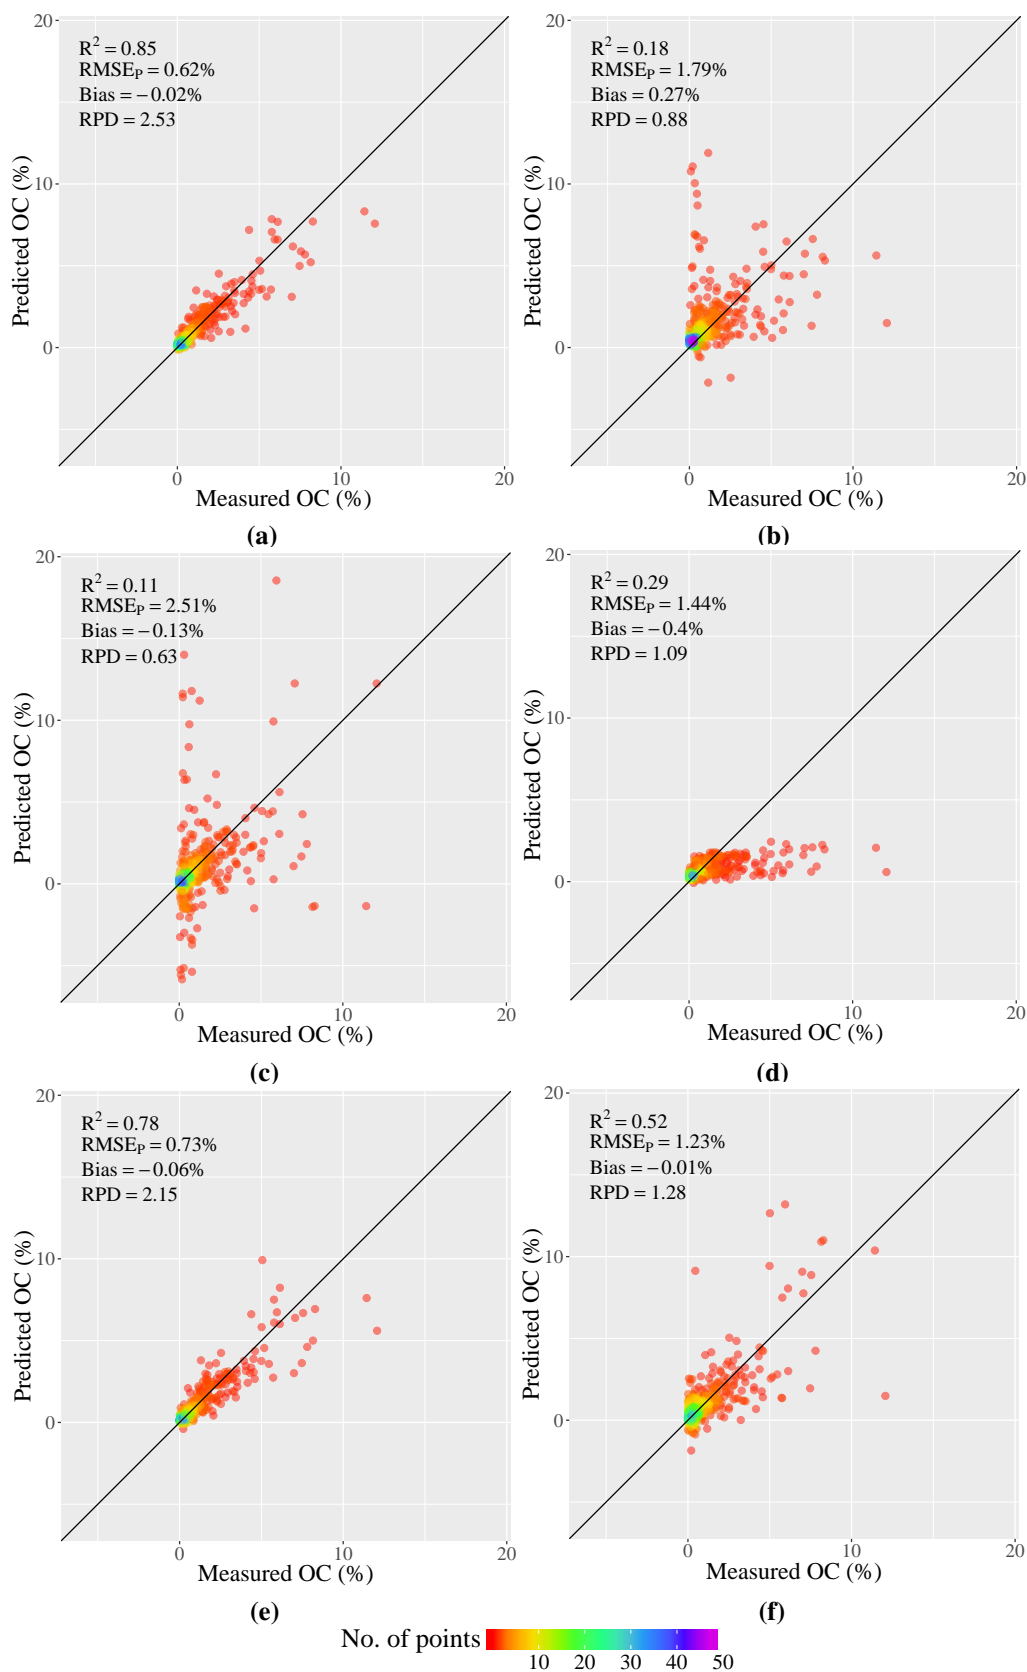 20
10
0
Predicted OC (%)
R² = 0.85
RMSEₚ = 0.62%
Bias = −0.02%
RPD = 2.53
0 10 20
Measured OC (%)
(a)
20
10
0
Predicted OC (%)
R² = 0.18
RMSEₚ = 1.79%
Bias = 0.27%
RPD = 0.88
0 10 20
Measured OC (%)
(b)
20
10
0
Predicted OC (%)
R² = 0.11
RMSEₚ = 2.51%
Bias = −0.13%
RPD = 0.63
0 10 20
Measured OC (%)
(c)
20
10
0
Predicted OC (%)
R² = 0.29
RMSEₚ = 1.44%
Bias = −0.4%
RPD = 1.09
0 10 20
Measured OC (%)
(d)
20
10
0
Predicted OC (%)
R² = 0.78
RMSEₚ = 0.73%
Bias = −0.06%
RPD = 2.15
0 10 20
Measured OC (%)
(e)
20
10
0
Predicted OC (%)
R² = 0.52
RMSEₚ = 1.23%
Bias = −0.01%
RPD = 1.28
0 10 20
Measured OC (%)
(f)
No. of points
10 20 30 40 50